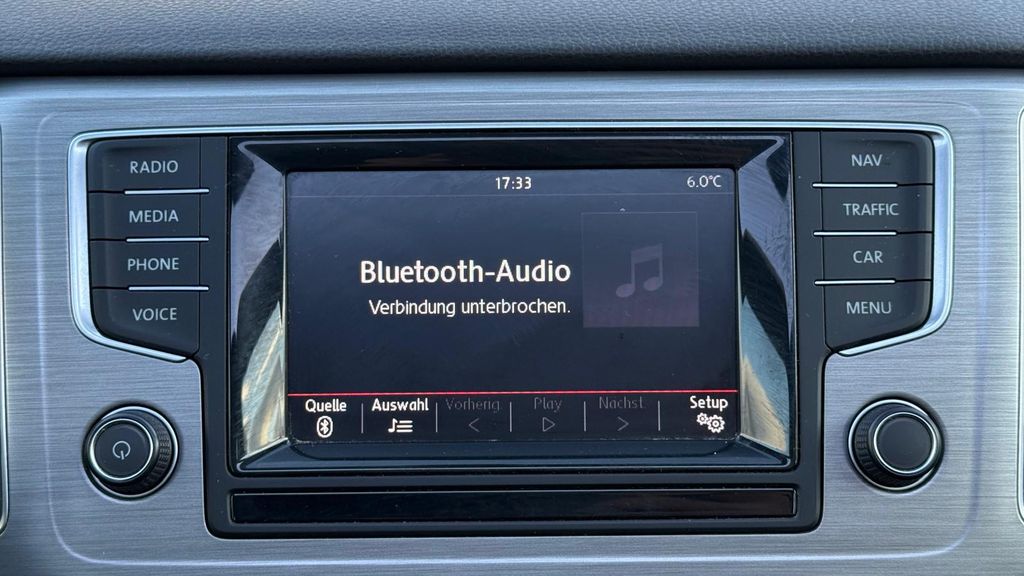 RADIO
MEDIA
PHONE
VOICE
17:33
6.0°C
Bluetooth-Audio
Verbindung unterbrochen.
Quelle
Auswahl
Vorherig.
Play
Nächst.
Setup
NAV
TRAFFIC
CAR
MENU